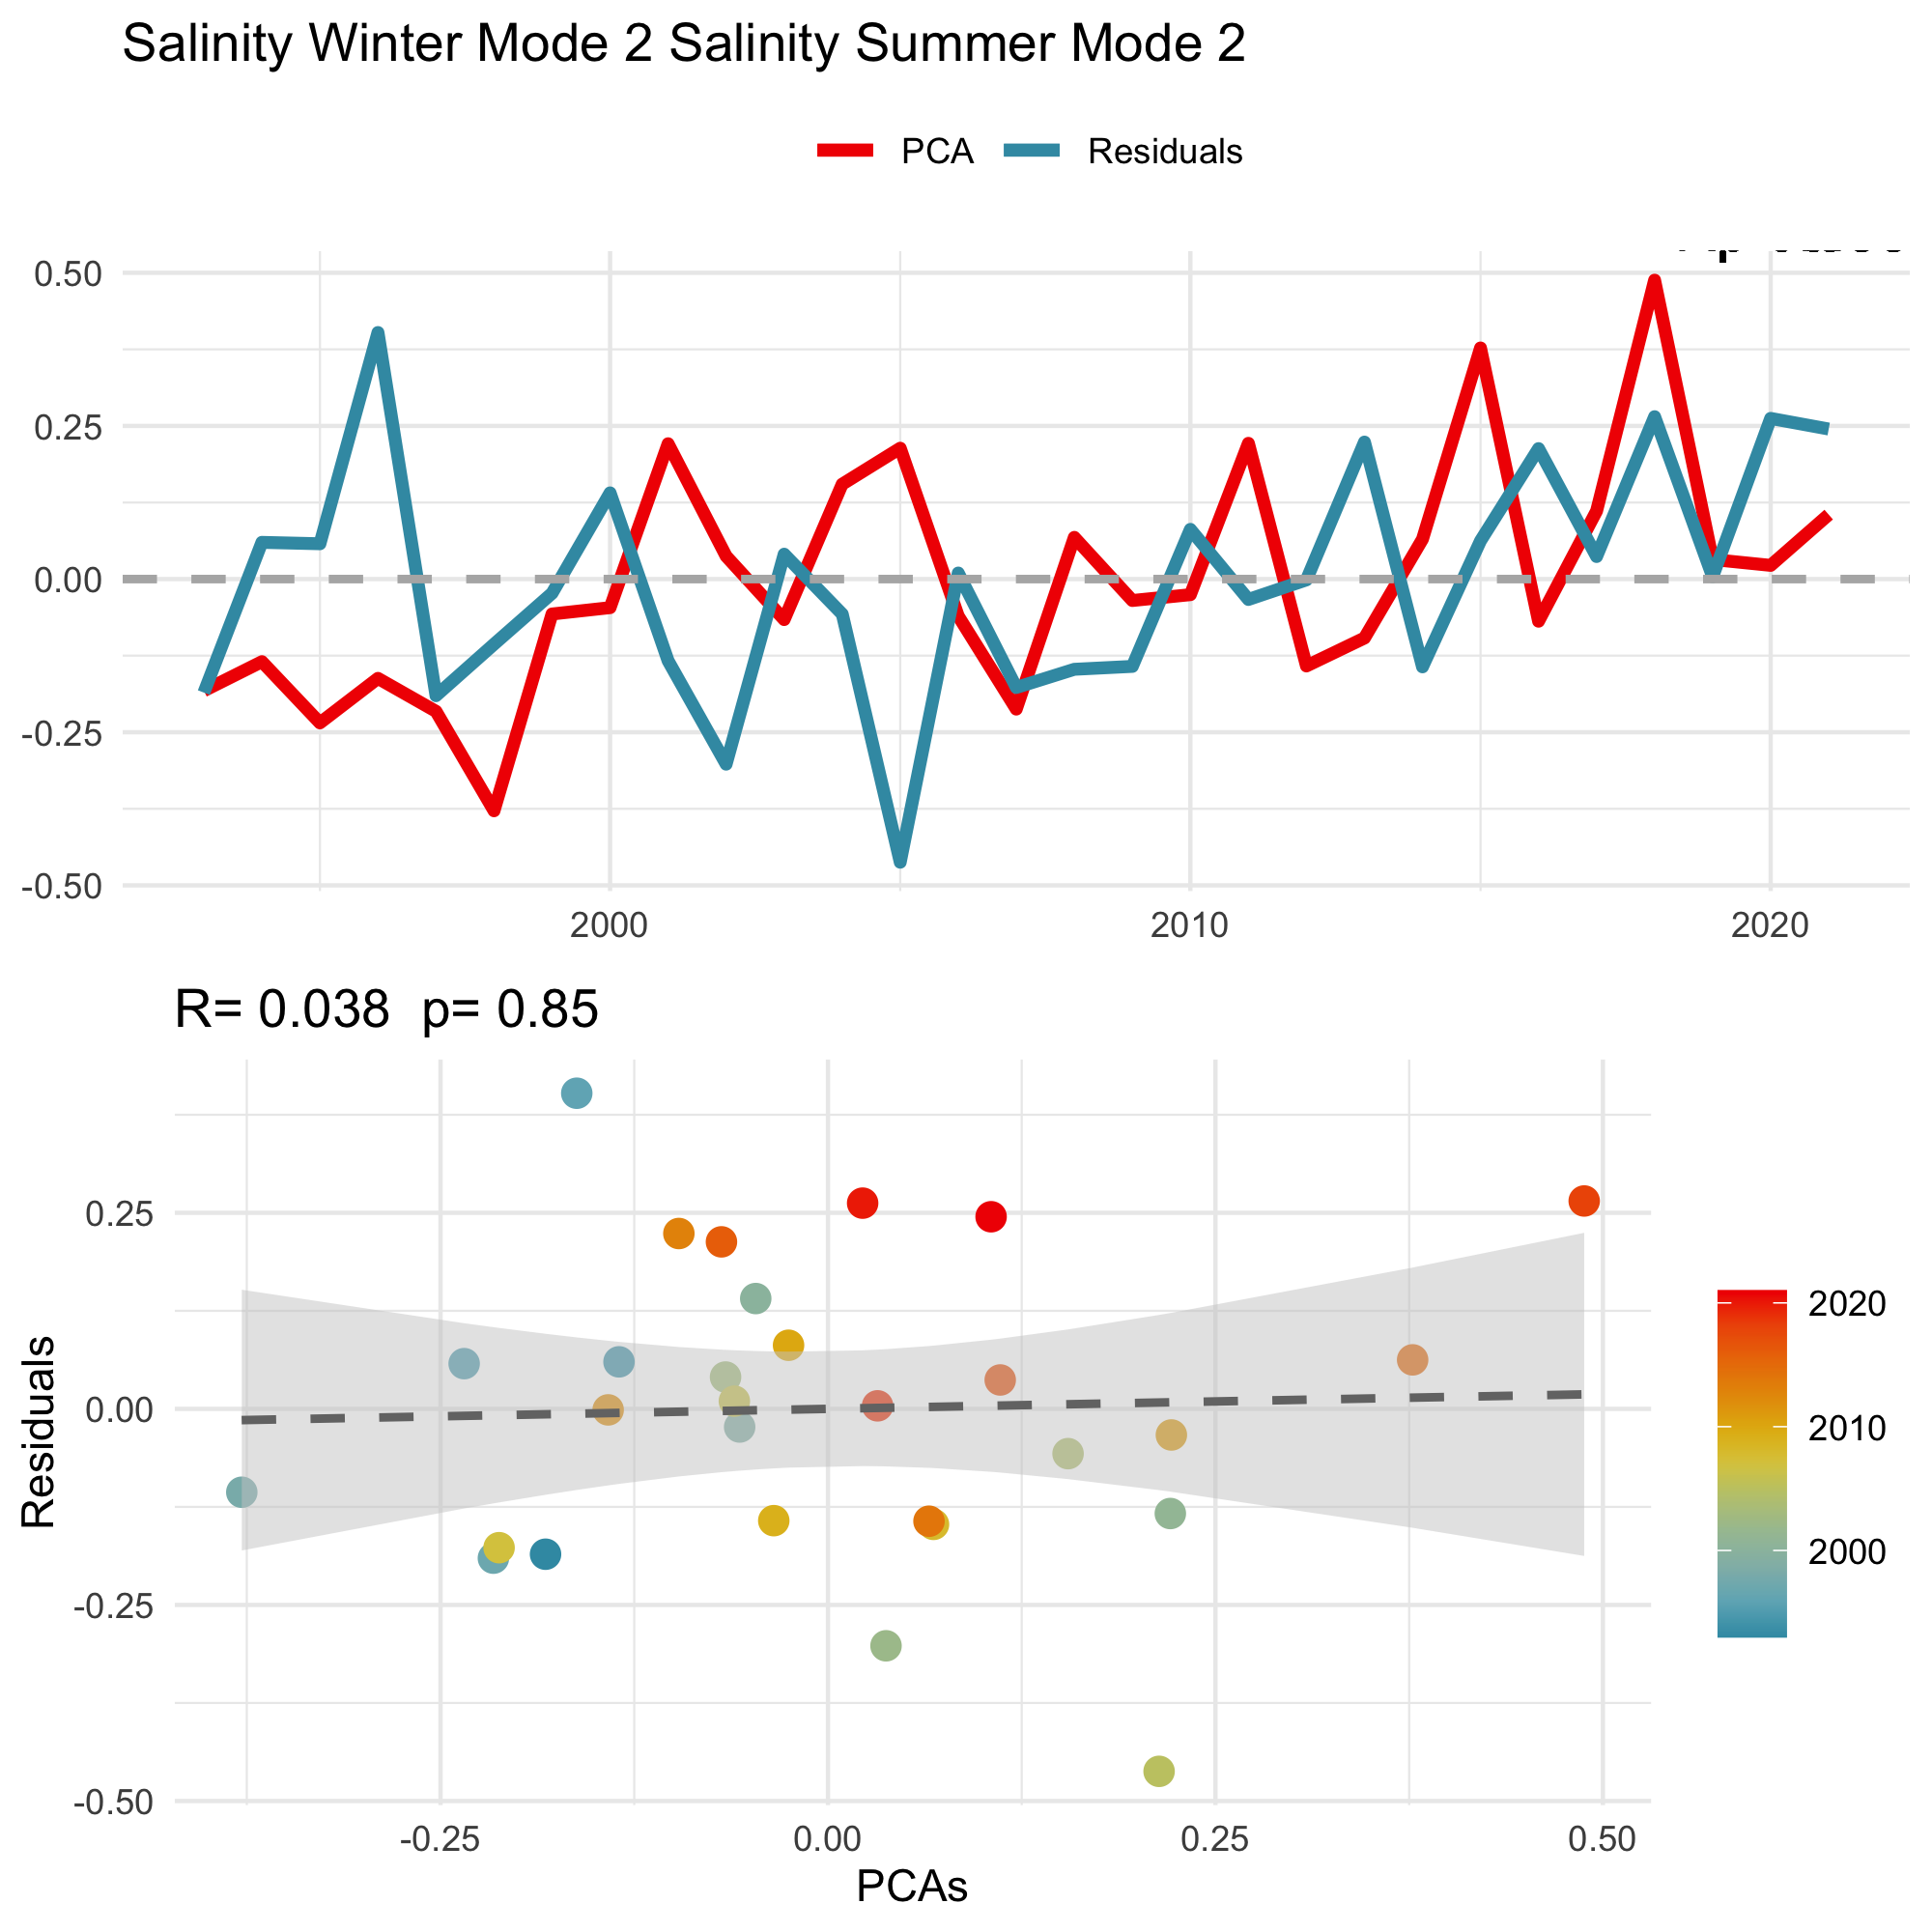 Salinity Winter Mode 2 Salinity Summer Mode 2
PCA Residuals
0.50
0.25
0.00
-0.25
-0.50
2000 2010 2020
R= 0.038 p= 0.85
Residuals
0.25
0.00
-0.25
-0.50
-0.25 0.00 0.25 0.50
PCAs
2020
2010
2000